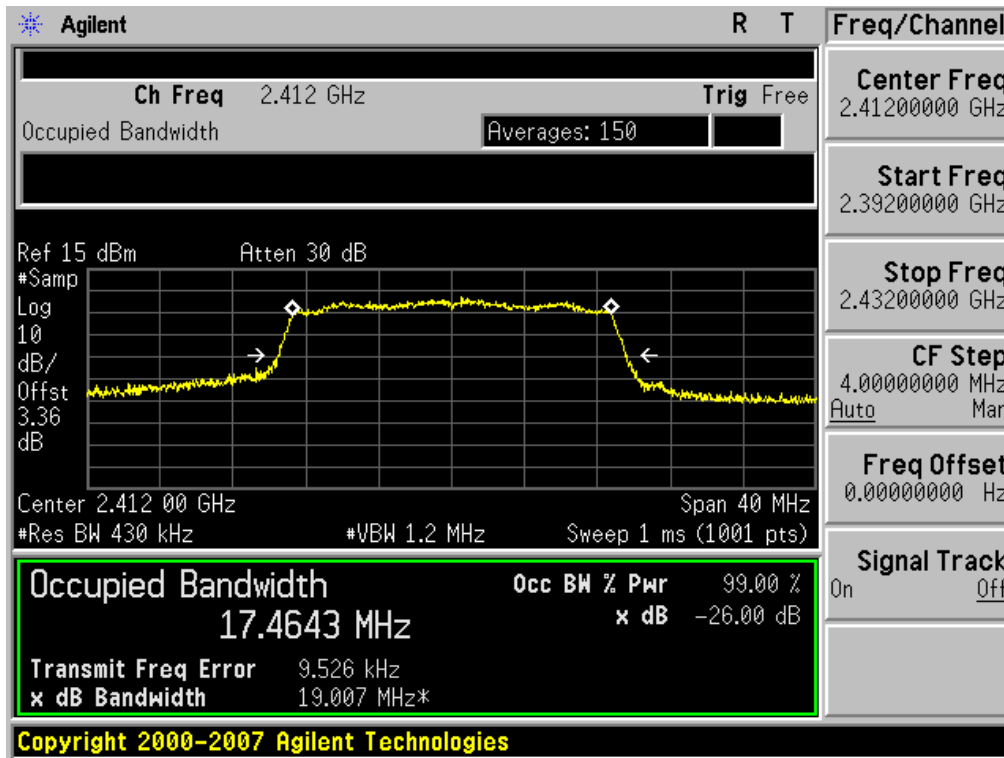 Agilent R T Freq/Channel
Ch Freq 2.412 GHz Trig Free
Occupied Bandwidth Averages: 150
Center Freq
2.41200000 GHz
Start Freq
2.39200000 GHz
Stop Freq
2.43200000 GHz
CF Step
4.00000000 MHz
Auto Man
Freq Offset
0.00000000 Hz
Signal Track
On Off
Ref 15 dBm Atten 30 dB
#Samp
Log
10
dB/
Offst
3.36
dB
Center 2.412 00 GHz Span 40 MHz
#Res BW 430 kHz #VBW 1.2 MHz Sweep 1 ms (1001 pts)
Occupied Bandwidth Occ BW % Pwr 99.00 %
17.4643 MHz x dB -26.00 dB
Transmit Freq Error 9.526 kHz
x dB Bandwidth 19.007 MHz*
Copyright 2000-2007 Agilent Technologies